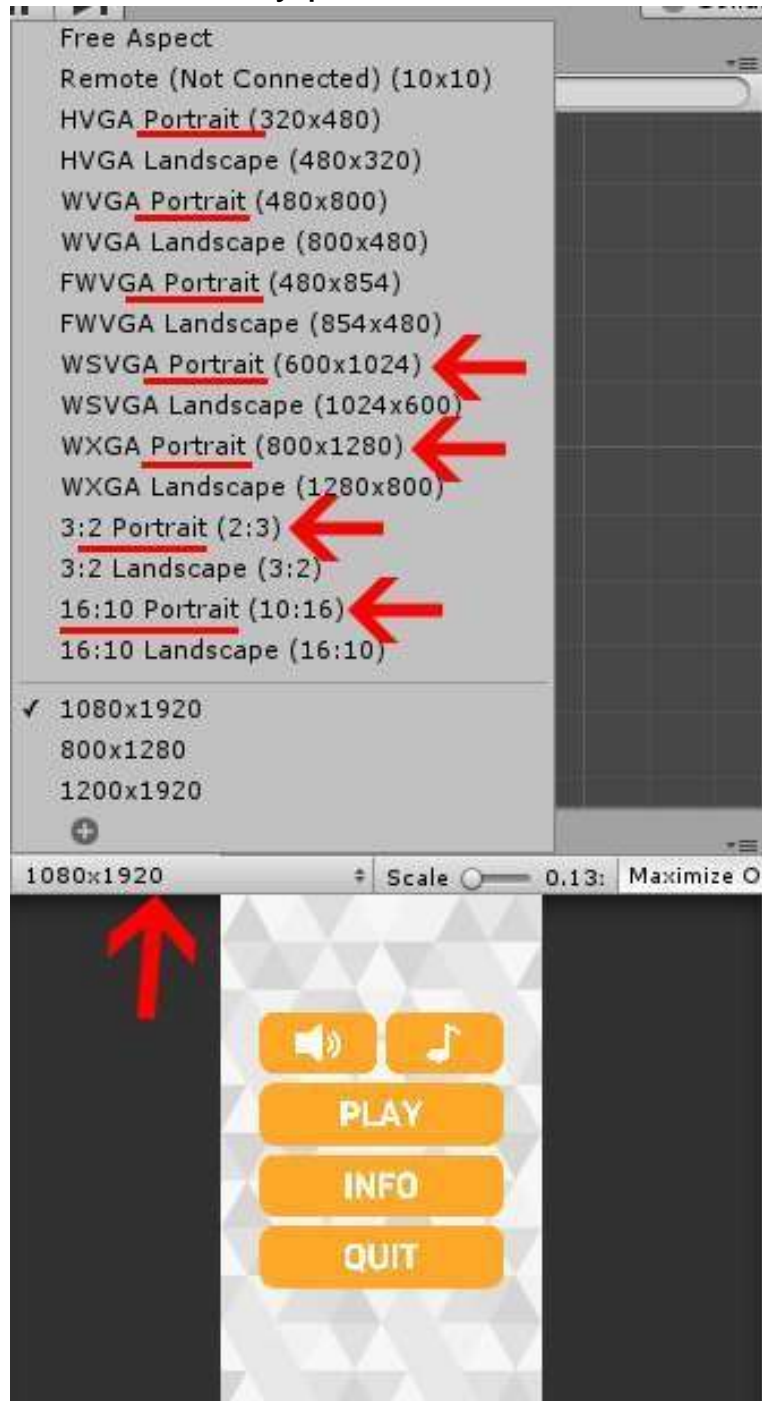 Free Aspect
Remote (Not Connected) (10x10)
HVGA Portrait (320x480)
HVGA Landscape (480x320)
WVGA Portrait (480x800)
WVGA Landscape (800x480)
FWVGA Portrait (480x854)
FWVGA Landscape (854x480)
WSVGA Portrait (600x1024)
WSVGA Landscape (1024x600)
WXGA Portrait (800x1280)
WXGA Landscape (1280x800)
3:2 Portrait (2:3)
3:2 Landscape (3:2)
16:10 Portrait (10:16)
16:10 Landscape (16:10)
✓ 1080x1920
800x1280
1200x1920
1080x1920 Scale 0.13: Maximize O
PLAY
INFO
QUIT